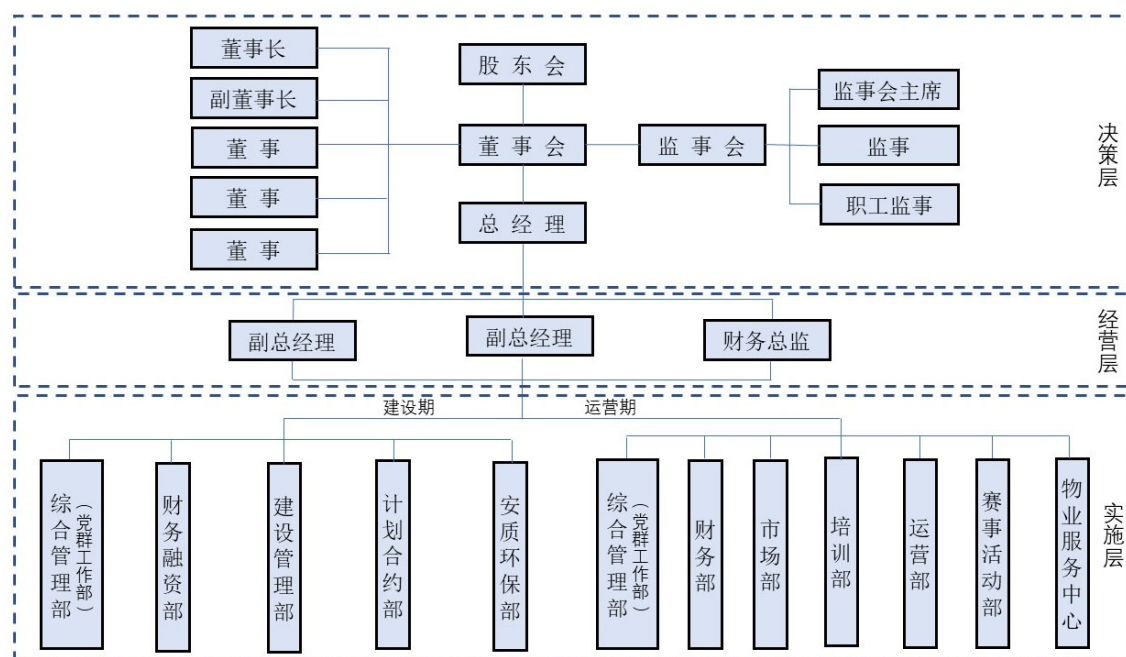 董事长
副董事长
董 事
董 事
董 事
股 东 会
董 事 会
总 经 理
监 事 会
监事会主席
监事
职工监事
决策层
副总经理
副总经理
财务总监
经营层
建设期
运营期
综合管理部
（党群工作部）
财务融资部
建设管理部
计划合约部
安质环保部
综合管理部
（党群工作部）
财务部
市场部
培训部
运营部
赛事活动部
物业服务中心
实施层